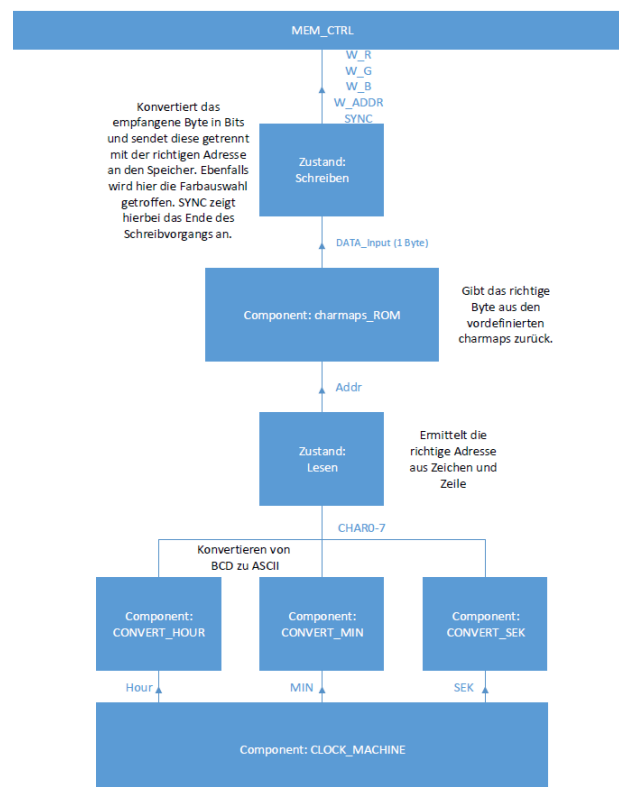 MEM_CTRL
W_R
W_G
W_B
W_ADDR
SYNC
Konvertiert das
empfangene Byte in Bits
und sendet diese getrennt
mit der richtigen Adresse
an den Speicher. Ebenfalls
wird hier die Farbauswahl
getroffen. SYNC zeigt
hierbei das Ende des
Schreibvorgangs an.
Zustand:
Schreiben
DATA_Input (1 Byte)
Component: charmaps_ROM
Gibt das richtige
Byte aus den
vordefinierten
charmaps zurück.
Addr
Zustand:
Lesen
Ermittelt die
richtige Adresse
aus Zeichen und
Zeile
CHAR0-7
Konvertieren von
BCD zu ASCII
Component:
CONVERT_HOUR
Component:
CONVERT_MIN
Component:
CONVERT_SEK
Hour
MIN
SEK
Component: CLOCK_MACHINE